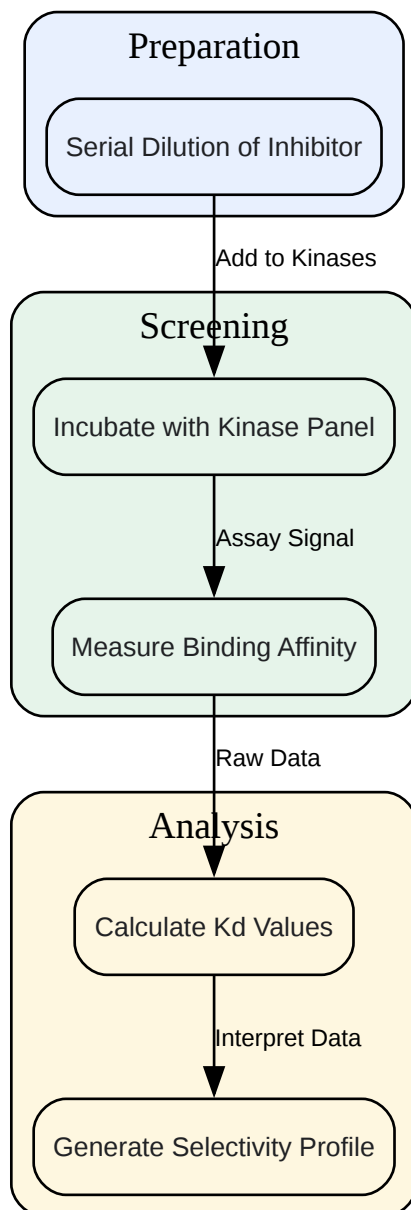 Preparation
Serial Dilution of Inhibitor
Add to Kinases
Screening
Incubate with Kinase Panel
Assay Signal
Measure Binding Affinity
Raw Data
Analysis
Calculate Kd Values
Interpret Data
Generate Selectivity Profile